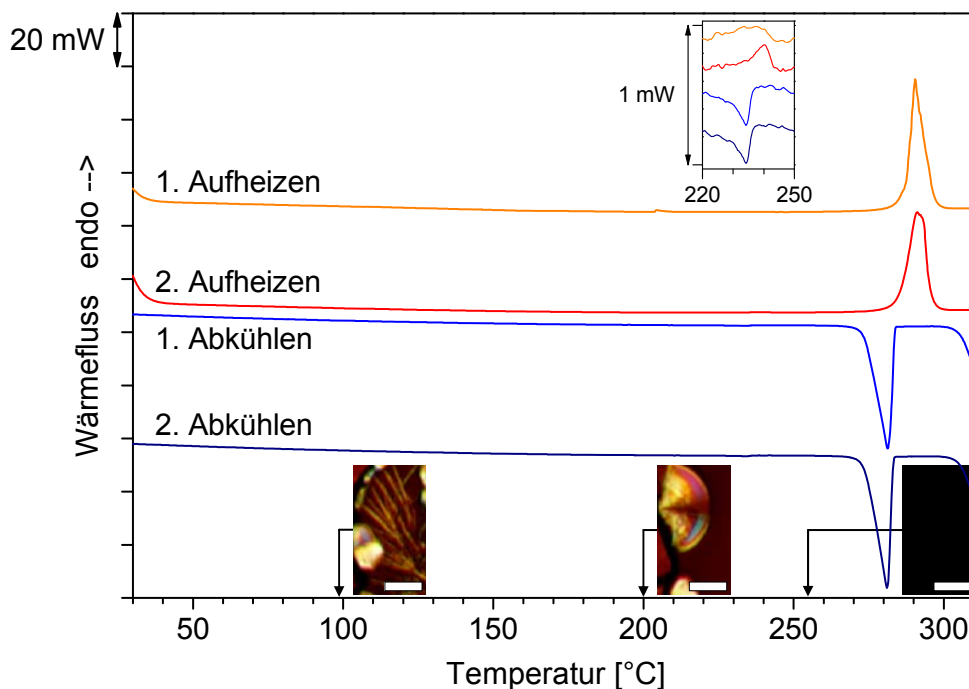 20 mW
1 mW
220 250
1. Aufheizen
2. Aufheizen
1. Abkühlen
2. Abkühlen
Wärmefluss endo -->
50 100 150 200 250 300
Temperatur [°C]